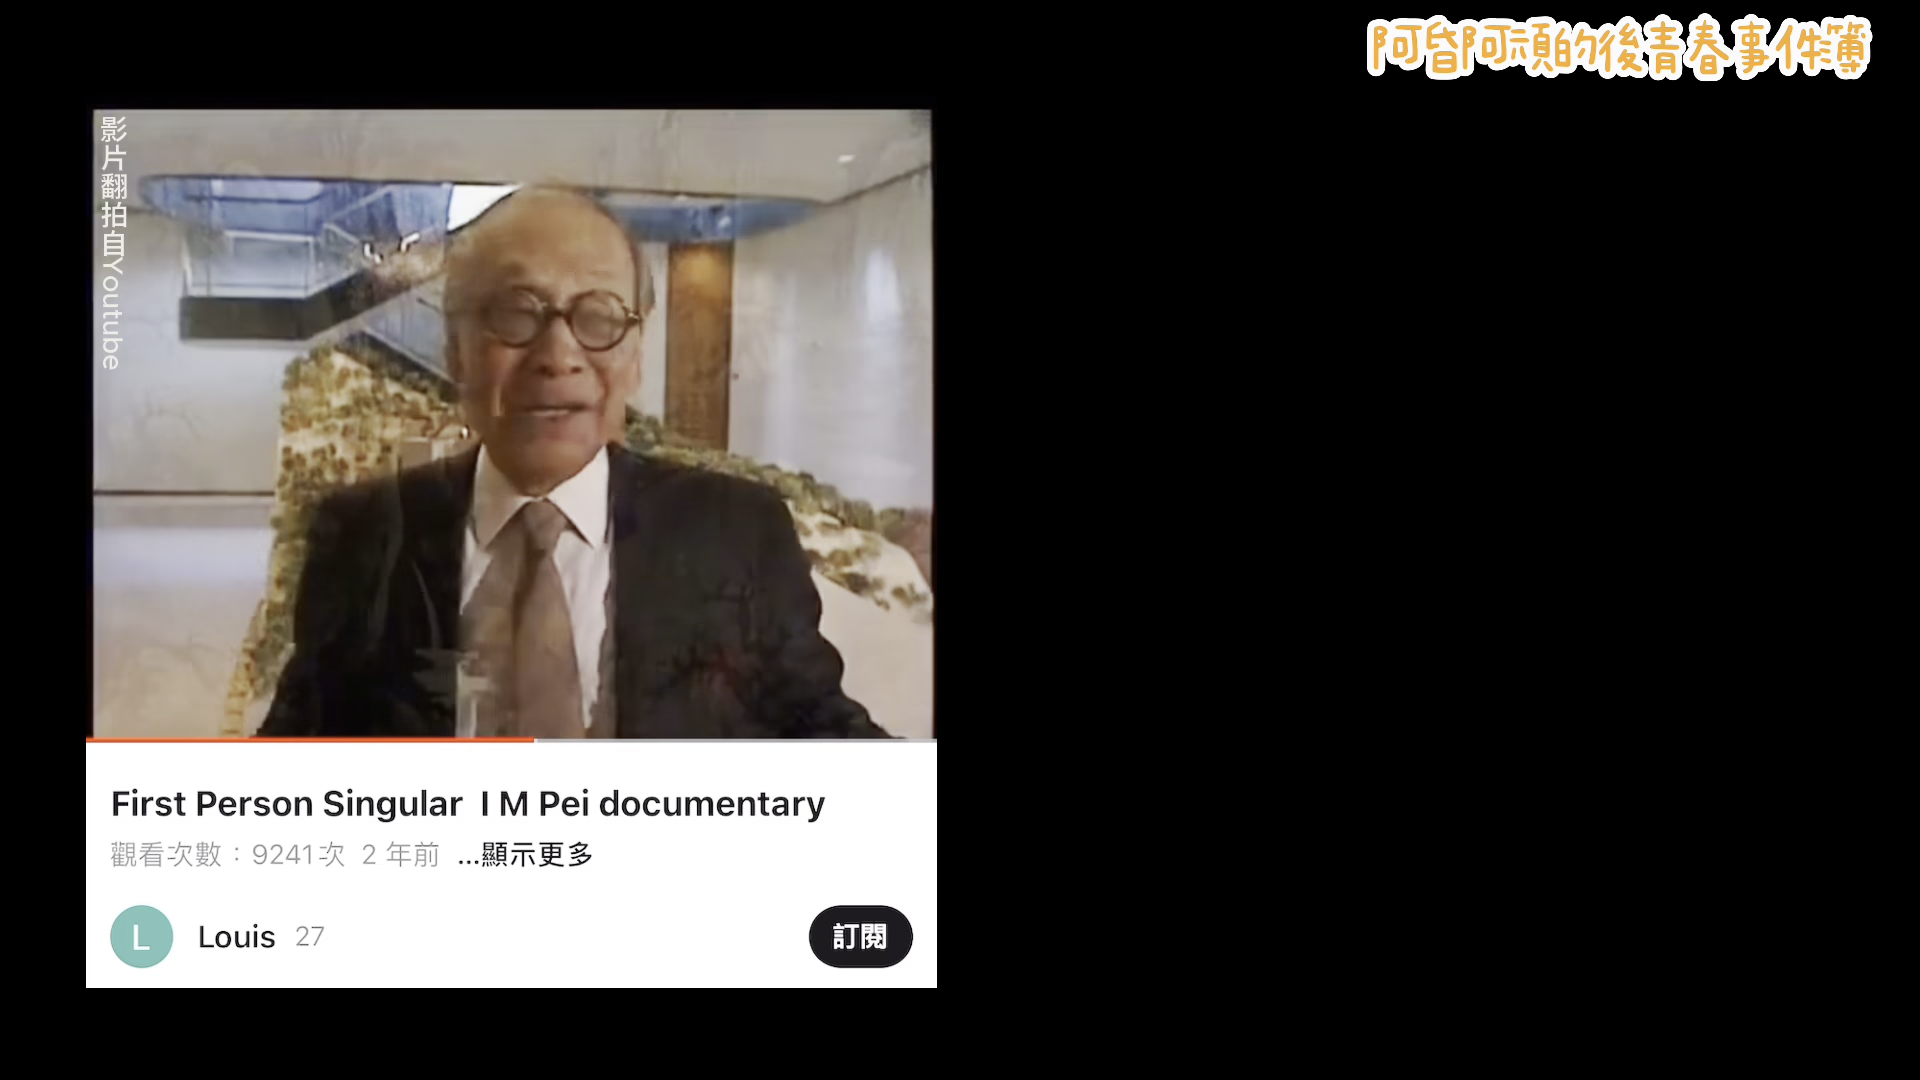 阿昏阿湏的後青春事件簿
影片翻拍自Youtube
First Person Singular I M Pei documentary
觀看次數：9241次 2 年前 ...顯示更多
L Louis 27 訂閱